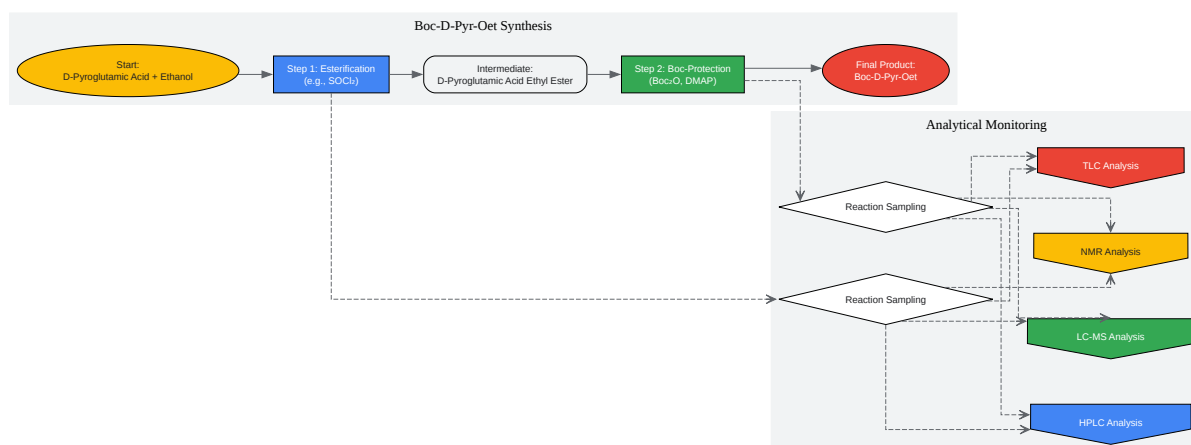 Boc-D-Pyr-Oet Synthesis
Start:
D-Pyroglutamic Acid + Ethanol
Step 1: Esterification
(e.g., SOCl₂)
Intermediate:
D-Pyroglutamic Acid Ethyl Ester
Step 2: Boc-Protection
(Boc₂O, DMAP)
Final Product:
Boc-D-Pyr-Oet
Analytical Monitoring
TLC Analysis
Reaction Sampling
NMR Analysis
Reaction Sampling
LC-MS Analysis
HPLC Analysis